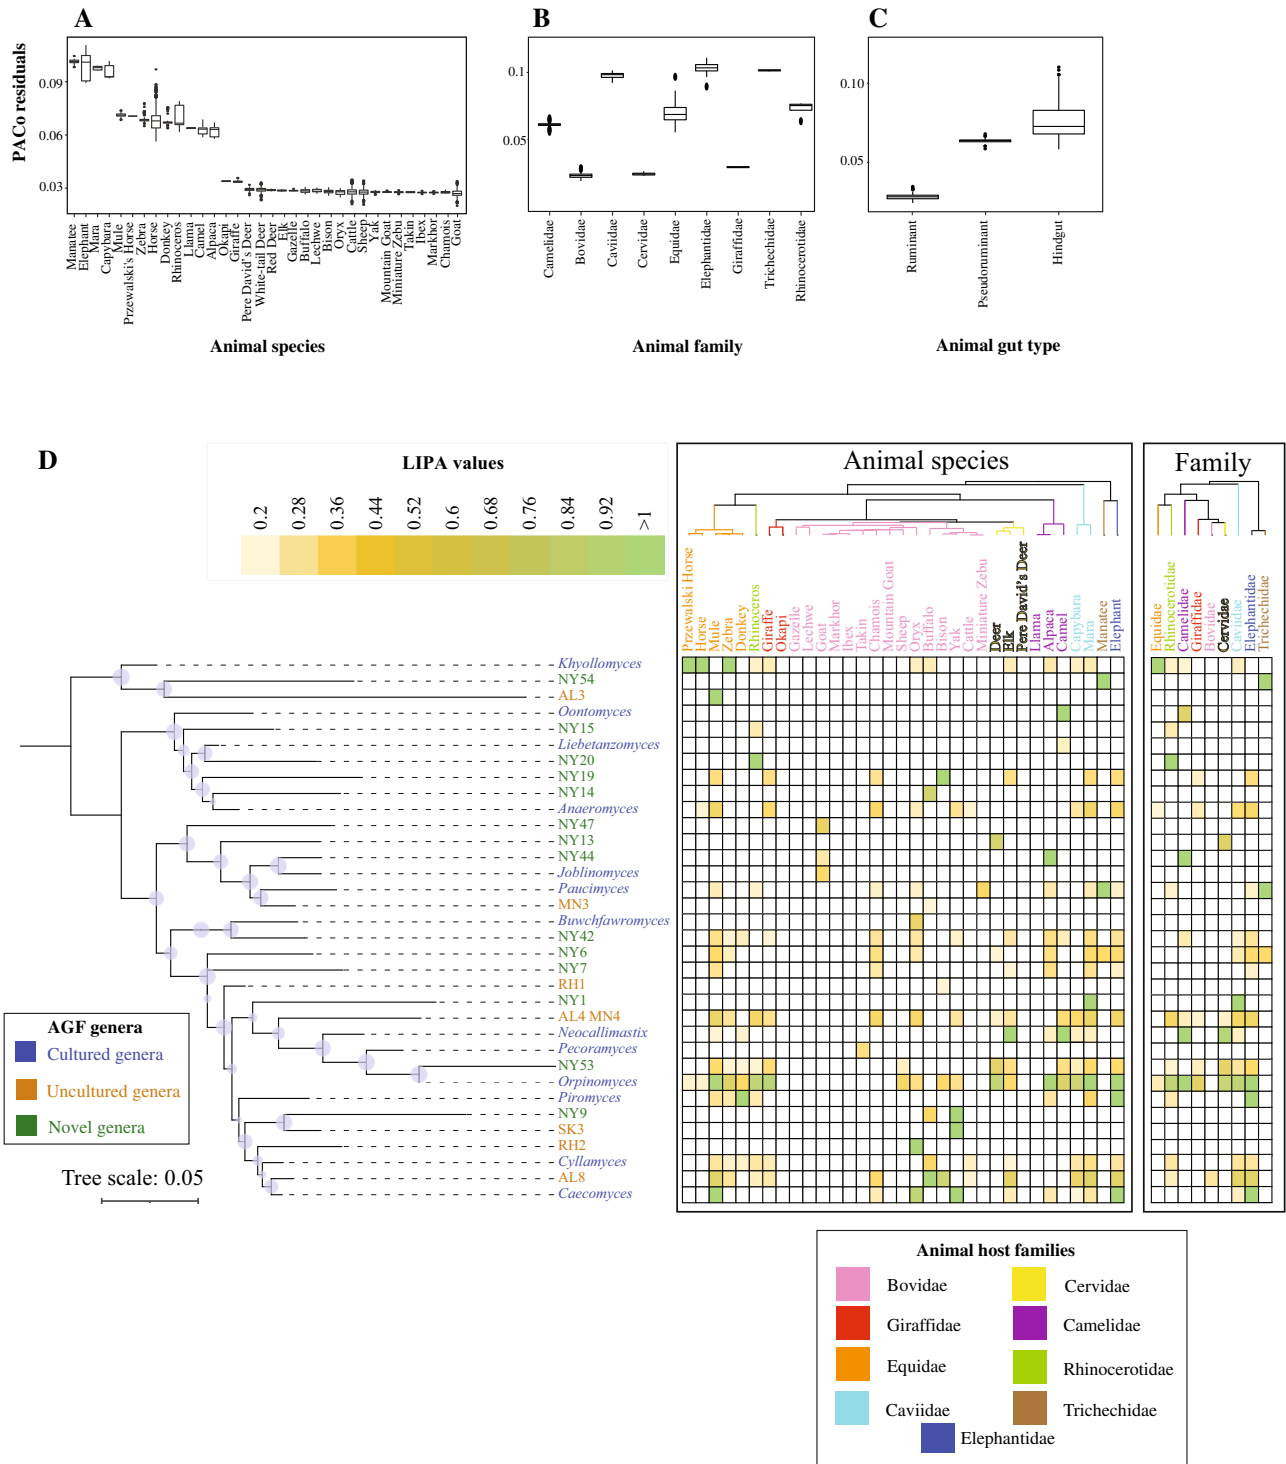 A
PACo residuals
0.09
0.06
0.03
Manatee
Elephant
Mara
Capybara
Mule
Przewalski's Horse
Zebra
Horse
Donkey
Rhinoceros
Llama
Camel
Alpaca
Okapi
Giraffe
Pere David's Deer
White-tail Deer
Red Deer
Elk
Gazelle
Buffalo
Lechwe
Bison
Oryx
Cattle
Sheep
Yak
Mountain Goat
Miniature Zebu
Takin
Ibex
Markhor
Chamois
Goat
Animal species
B
0.1
0.05
Camelidae
Bovidae
Caviidae
Cervidae
Equidae
Elephantidae
Giraffidae
Trichechidae
Rhinocerotidae
Animal family
C
0.10
0.05
Ruminant
Pseudoruminant
Hindgut
Animal gut type
D
LIPA values
0.2
0.28
0.36
0.44
0.52
0.6
0.68
0.76
0.84
0.92
>1
Animal species
Przewalski Horse
Horse
Mule
Zebra
Donkey
Rhinoceros
Giraffe
Okapi
Gazelle
Lechwe
Goat
Markhor
Ibex
Takin
Chamois
Mountain Goat
Sheep
Oryx
Buffalo
Bison
Yak
Cattle
Miniature Zebu
Deer
Elk
Pere David's Deer
Llama
Alpaca
Camel
Capybara
Mara
Manatee
Elephant
Family
Equidae
Rhinocerotidae
Camelidae
Giraffidae
Bovidae
Cervidae
Caviidae
Elephantidae
Trichechidae
Khyollomyces
NY54
AL3
Oontomyces
NY15
Liebetanzomyces
NY20
NY19
NY14
Anaeromyces
NY47
NY13
NY44
Joblinomyces
Paucimyces
MN3
Buwchfawromyces
NY42
NY6
NY7
RH1
NY1
AL4 MN4
Neocallimastix
Pecoramyces
NY53
Orpinomyces
Piromyces
NY9
SK3
RH2
Cyllamyces
AL8
Caecomyces
AGF genera
Cultured genera
Uncultured genera
Novel genera
Tree scale: 0.05
Animal host families
Bovidae
Cervidae
Giraffidae
Camelidae
Equidae
Rhinocerotidae
Caviidae
Trichechidae
Elephantidae